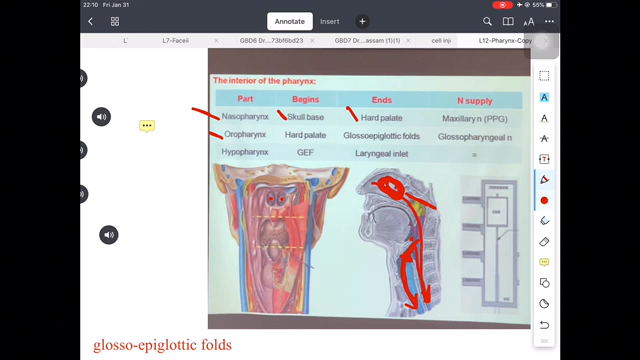 22:10 Fri Jan 31
55%
Annotate Insert
L7-Faceii GBD6 Dr....73bf6bd23 GBD7 Dr....assam (1)(1) cell inji L12-Pharynx-Copy
The interior of the pharynx:
Part Begins Ends N supply
Nasopharynx Skull base Hard palate Maxillary n (PPG)
Oropharynx Hard palate Glossoepiglottic folds Glossopharyngeal n
Hypopharynx GEF Laryngeal inlet =
glosso-epiglottic folds